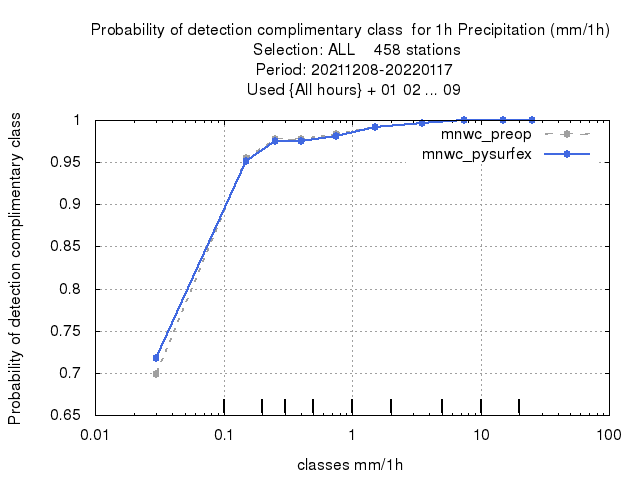 Probability of detection complimentary class  for 1h Precipitation (mm/1h)
Selection: ALL    458 stations
Period: 20211208-20220117
Used {All hours} + 01 02 ... 09
Probability of detection complimentary class
1
0.95
0.9
0.85
0.8
0.75
0.7
0.65
mnwc_preop
mnwc_pysurfex
0.01
0.1
1
10
100
classes mm/1h